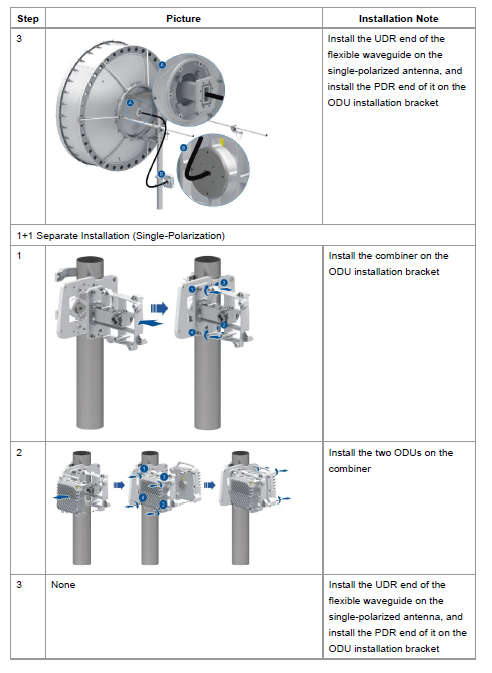 Step Picture Installation Note
3
Install the UDR end of the
flexible waveguide on the
single-polarized antenna, and
install the PDR end of it on the
ODU installation bracket
A
A
B
B
1+1 Separate Installation (Single-Polarization)
1
Install the combiner on the
ODU installation bracket
2
Install the two ODUs on the
combiner
3 None
Install the UDR end of the
flexible waveguide on the
single-polarized antenna, and
install the PDR end of it on the
ODU installation bracket